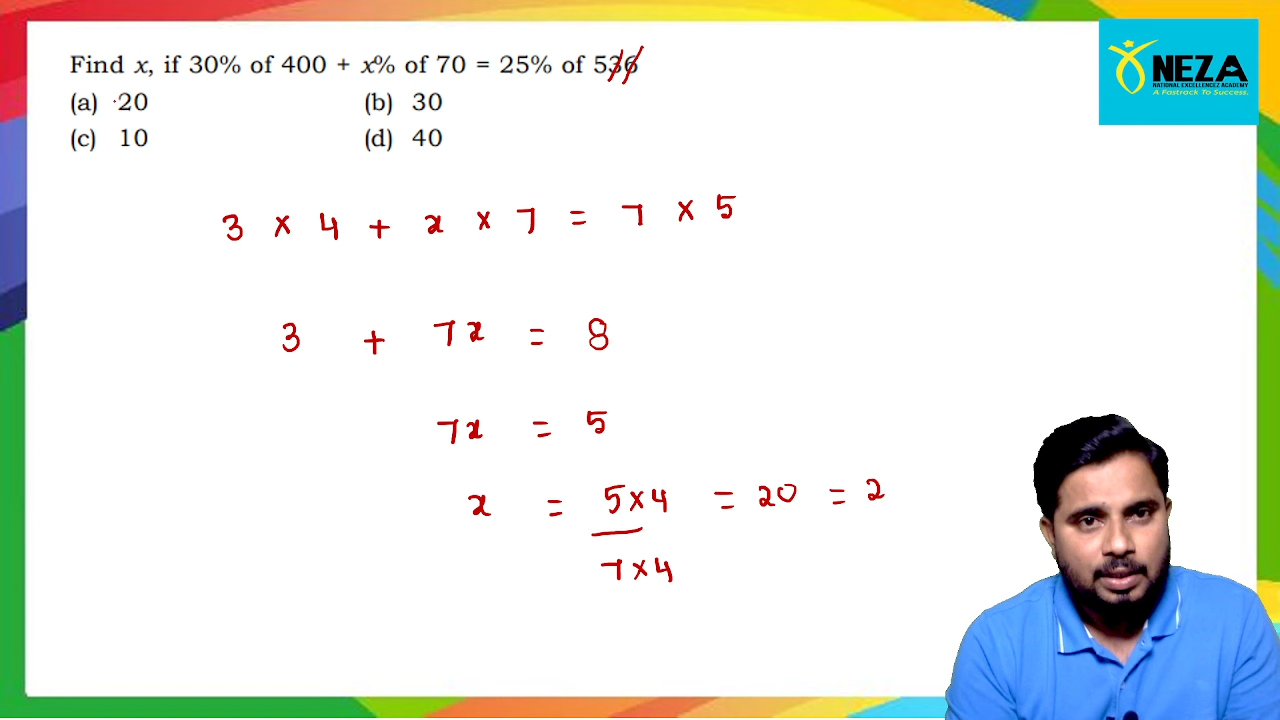 Find x, if 30% of 400 + x% of 70 = 25% of 536
(a) 20 (b) 30
(c) 10 (d) 40
3 × 4 + x × 7 = 7 × 5
3 + 7x = 8
7x = 5
x = 5×4 = 20 = 2
7×4
NEZA
NATIONAL EXCELLENCEZ ACADEMY
A Fastrack To Success.